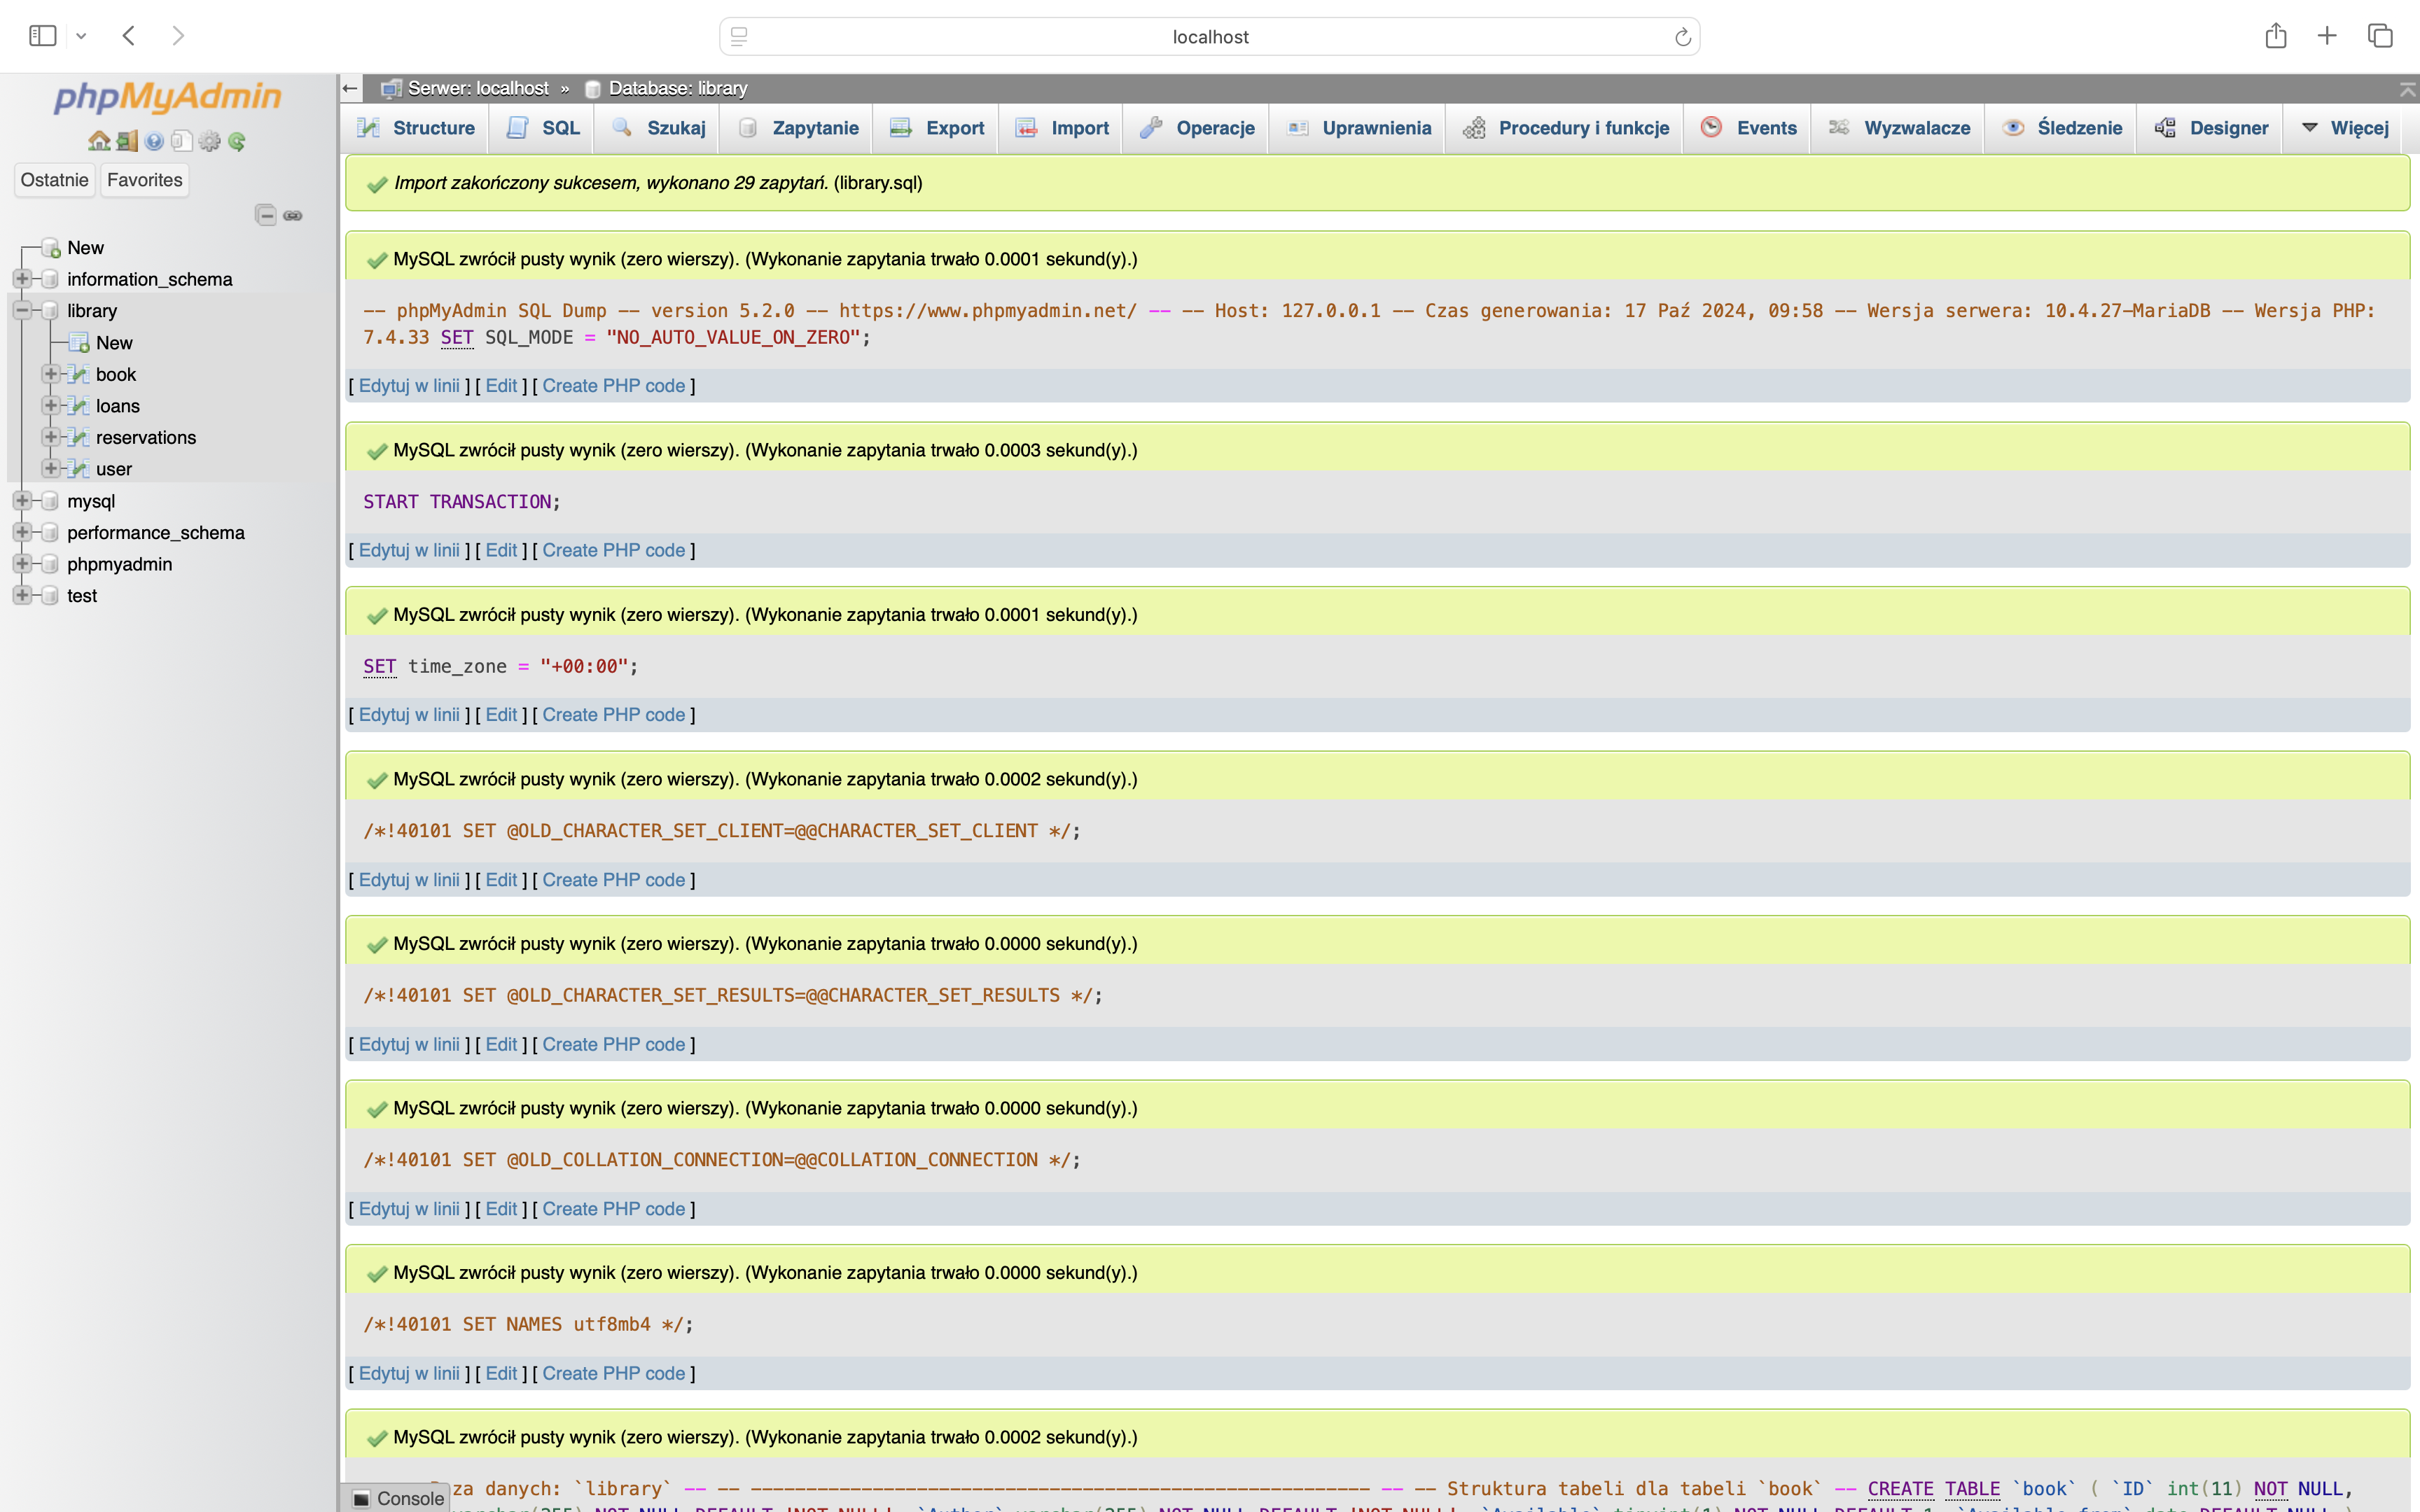 localhost
phpMyAdmin
Ostatnie Favorites
New
information_schema
library
New
book
loans
reservations
user
mysql
performance_schema
phpmyadmin
test
Serwer: localhost » Database: library
Structure SQL Szukaj Zapytanie Export Import Operacje Uprawnienia Procedury i funkcje Events Wyzwalacze Śledzenie Designer Więcej
Import zakończony sukcesem, wykonano 29 zapytań. (library.sql)
MySQL zwrócił pusty wynik (zero wierszy). (Wykonanie zapytania trwało 0.0001 sekund(y).)
-- phpMyAdmin SQL Dump -- version 5.2.0 -- https://www.phpmyadmin.net/ -- -- Host: 127.0.0.1 -- Czas generowania: 17 Paź 2024, 09:58 -- Wersja serwera: 10.4.27-MariaDB -- Wersja PHP:
7.4.33 SET SQL_MODE = "NO_AUTO_VALUE_ON_ZERO";
[ Edytuj w linii ] [ Edit ] [ Create PHP code ]
MySQL zwrócił pusty wynik (zero wierszy). (Wykonanie zapytania trwało 0.0003 sekund(y).)
START TRANSACTION;
[ Edytuj w linii ] [ Edit ] [ Create PHP code ]
MySQL zwrócił pusty wynik (zero wierszy). (Wykonanie zapytania trwało 0.0001 sekund(y).)
SET time_zone = "+00:00";
[ Edytuj w linii ] [ Edit ] [ Create PHP code ]
MySQL zwrócił pusty wynik (zero wierszy). (Wykonanie zapytania trwało 0.0002 sekund(y).)
/*!40101 SET @OLD_CHARACTER_SET_CLIENT=@@CHARACTER_SET_CLIENT */;
[ Edytuj w linii ] [ Edit ] [ Create PHP code ]
MySQL zwrócił pusty wynik (zero wierszy). (Wykonanie zapytania trwało 0.0000 sekund(y).)
/*!40101 SET @OLD_CHARACTER_SET_RESULTS=@@CHARACTER_SET_RESULTS */;
[ Edytuj w linii ] [ Edit ] [ Create PHP code ]
MySQL zwrócił pusty wynik (zero wierszy). (Wykonanie zapytania trwało 0.0000 sekund(y).)
/*!40101 SET @OLD_COLLATION_CONNECTION=@@COLLATION_CONNECTION */;
[ Edytuj w linii ] [ Edit ] [ Create PHP code ]
MySQL zwrócił pusty wynik (zero wierszy). (Wykonanie zapytania trwało 0.0000 sekund(y).)
/*!40101 SET NAMES utf8mb4 */;
[ Edytuj w linii ] [ Edit ] [ Create PHP code ]
MySQL zwrócił pusty wynik (zero wierszy). (Wykonanie zapytania trwało 0.0002 sekund(y).)
za danych: `library` -- -- -------------------------------------------------------- -- -- Struktura tabeli dla tabeli `book` -- CREATE TABLE `book` ( `ID` int(11) NOT NULL,
Console